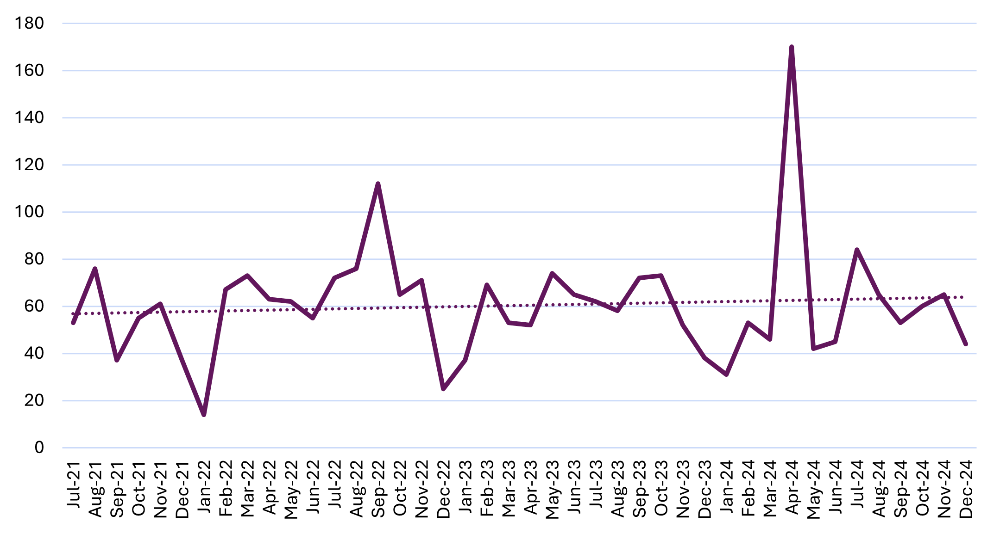 180
160
140
120
100
80
60
40
20
0
Jul-21
Aug-21
Sep-21
Oct-21
Nov-21
Dec-21
Jan-22
Feb-22
Mar-22
Apr-22
May-22
Jun-22
Jul-22
Aug-22
Sep-22
Oct-22
Nov-22
Dec-22
Jan-23
Feb-23
Mar-23
Apr-23
May-23
Jun-23
Jul-23
Aug-23
Sep-23
Oct-23
Nov-23
Dec-23
Jan-24
Feb-24
Mar-24
Apr-24
May-24
Jun-24
Jul-24
Aug-24
Sep-24
Oct-24
Nov-24
Dec-24